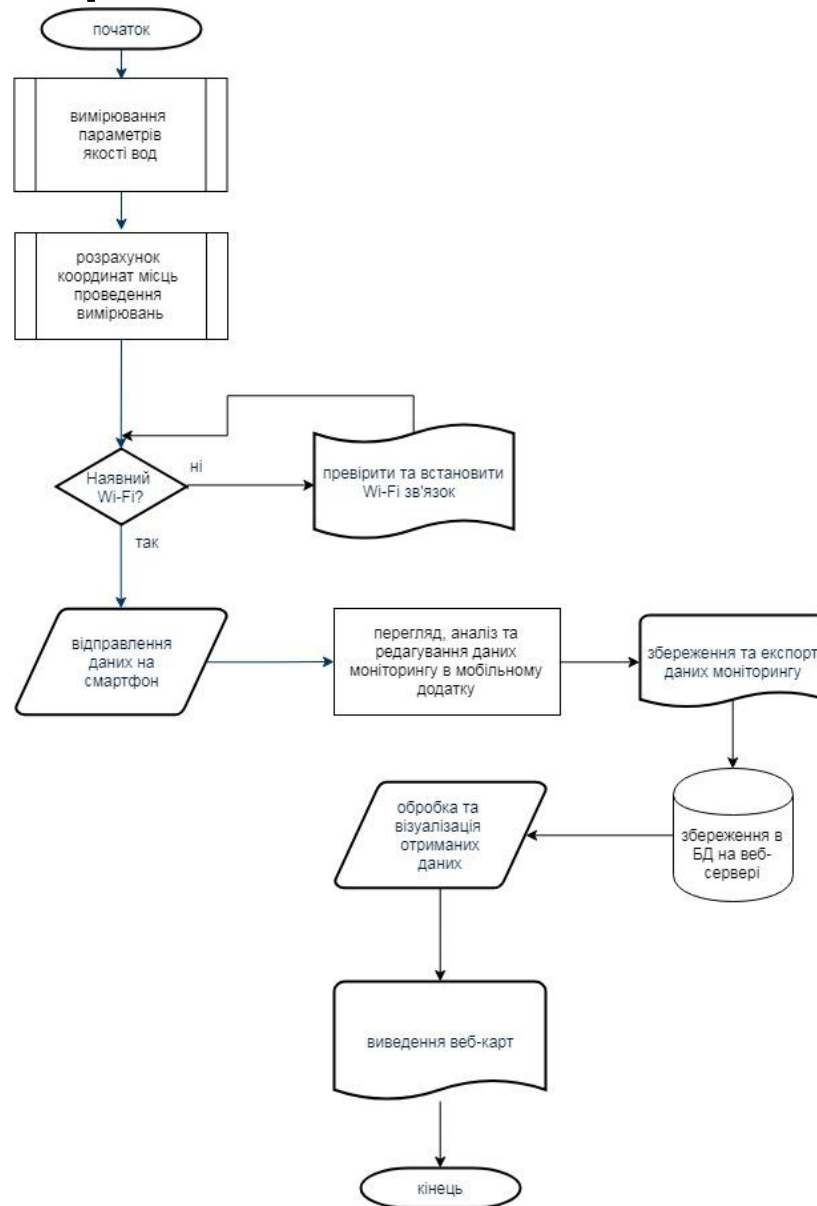 початок
вимірювання
параметрів
якості вод
розрахунок
координат місць
проведення
вимірювань
Наявний
Wi-Fi?
ні
превірити та встановити
Wi-Fi зв'язок
так
відправлення
даних на
смартфон
перегляд, аналіз та
редагування даних
моніторингу в мобільному
додатку
збереження та експорт
даних моніторингу
збереження в
БД на веб-
сервері
обробка та
візуалізація
отриманих
даних
виведення веб-карт
кінець